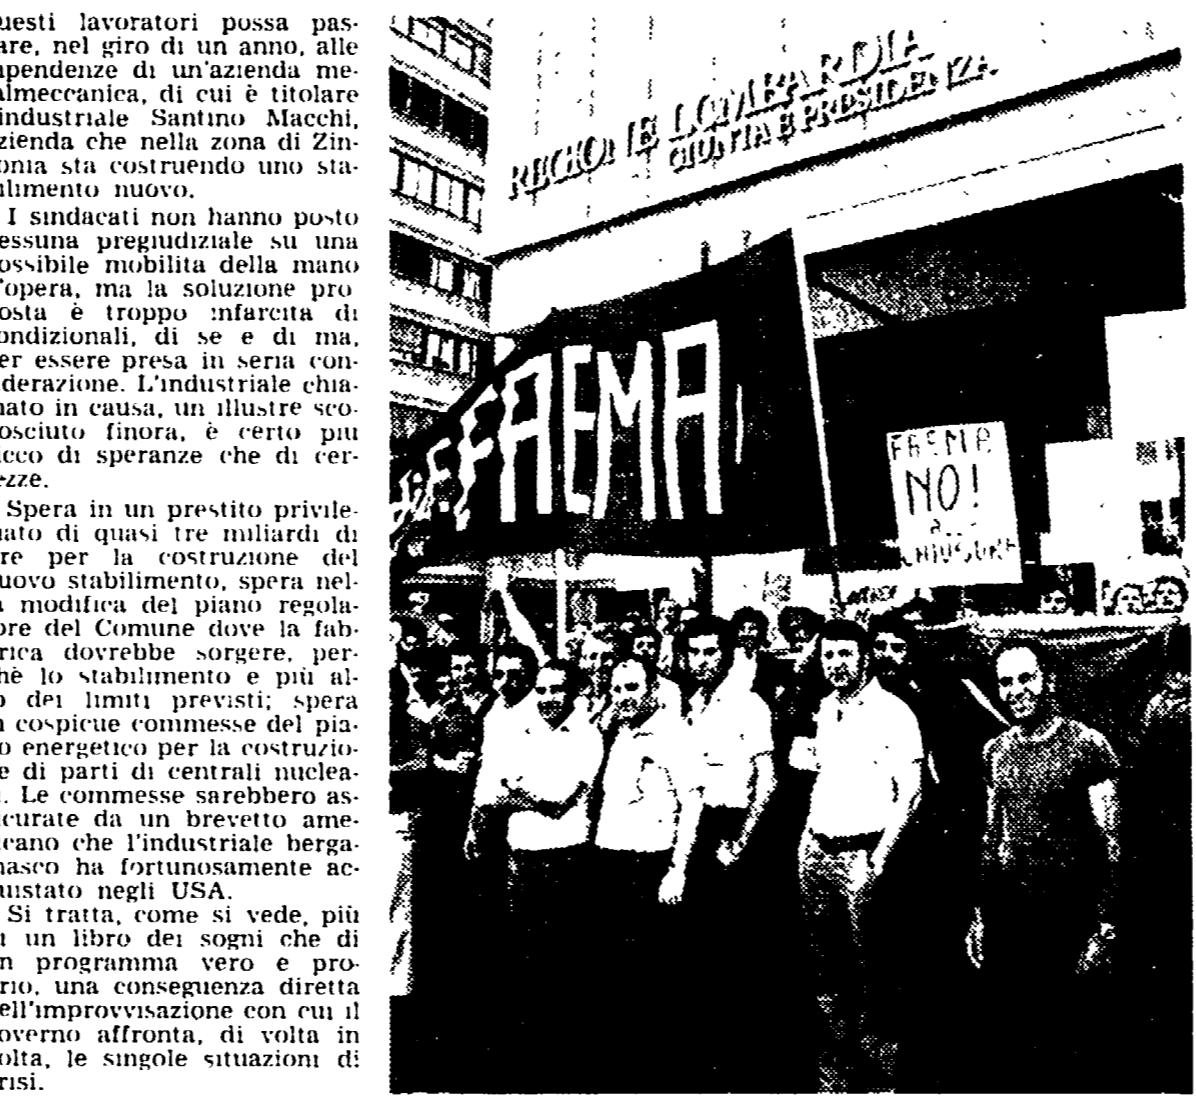 uesti lavoratori possa pas-
are, nel giro di un anno, alle
ipendenze di un'azienda me-
almeccanica, di cui è titolare
'industriale Santino Macchi,
zienda che nella zona di Zin-
onia sta costruendo uno sta-
ilimento nuovo.
I sindacati non hanno posto
essuna pregiudiziale su una
ossibile mobilita della mano
'opera, ma la soluzione pro
osta è troppo infarcita di
ondizionali, di se e di ma,
er essere presa in seria con-
iderazione. L'industriale chia-
mato in causa, un illustre sco-
osciuto finora, è certo piu
icco di speranze che di cer-
ezze.
Spera in un prestito privile-
iato di quasi tre miliardi di
ire per la costruzione del
uovo stabilimento, spera nel-
a modifica del piano regola-
ore del Comune dove la fab-
rica dovrebbe sorgere, per-
hè lo stabilimento e più al-
o dei limiti previsti; spera
n cospicue commesse del pia-
o energetico per la costruzio-
e di parti di centrali nuclea-
i. Le commesse sarebbero as-
icurate da un brevetto ame-
icano che l'industriale berga-
masco ha fortunosamente ac-
uistato negli USA.
Si tratta, come si vede, più
i un libro dei sogni che di
n programma vero e pro-
rio, una conseguenza diretta
ell'improvvisazione con cui il
overno affronta, di volta in
olta, le singole situazioni di
risi.
REGIONE LOMBARDIA
GIUNTA E PRESIDENZA
FAEMA
FAEMA
NO!
CHIUSURA